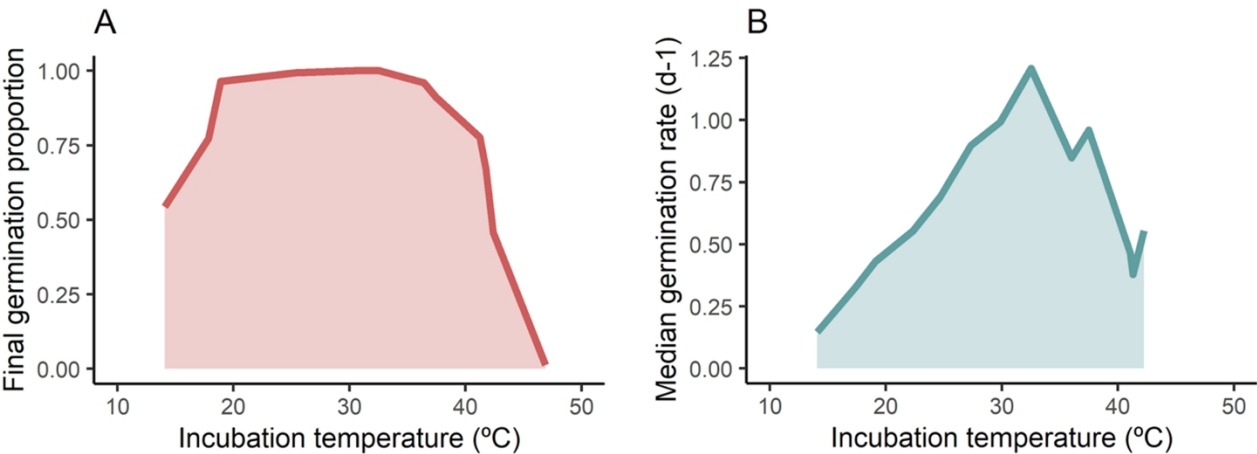 A
Final germination proportion
1.00
0.75
0.50
0.25
0.00
10 20 30 40 50
Incubation temperature (ºC)
B
Median germination rate (d-1)
1.25
1.00
0.75
0.50
0.25
0.00
10 20 30 40 50
Incubation temperature (ºC)